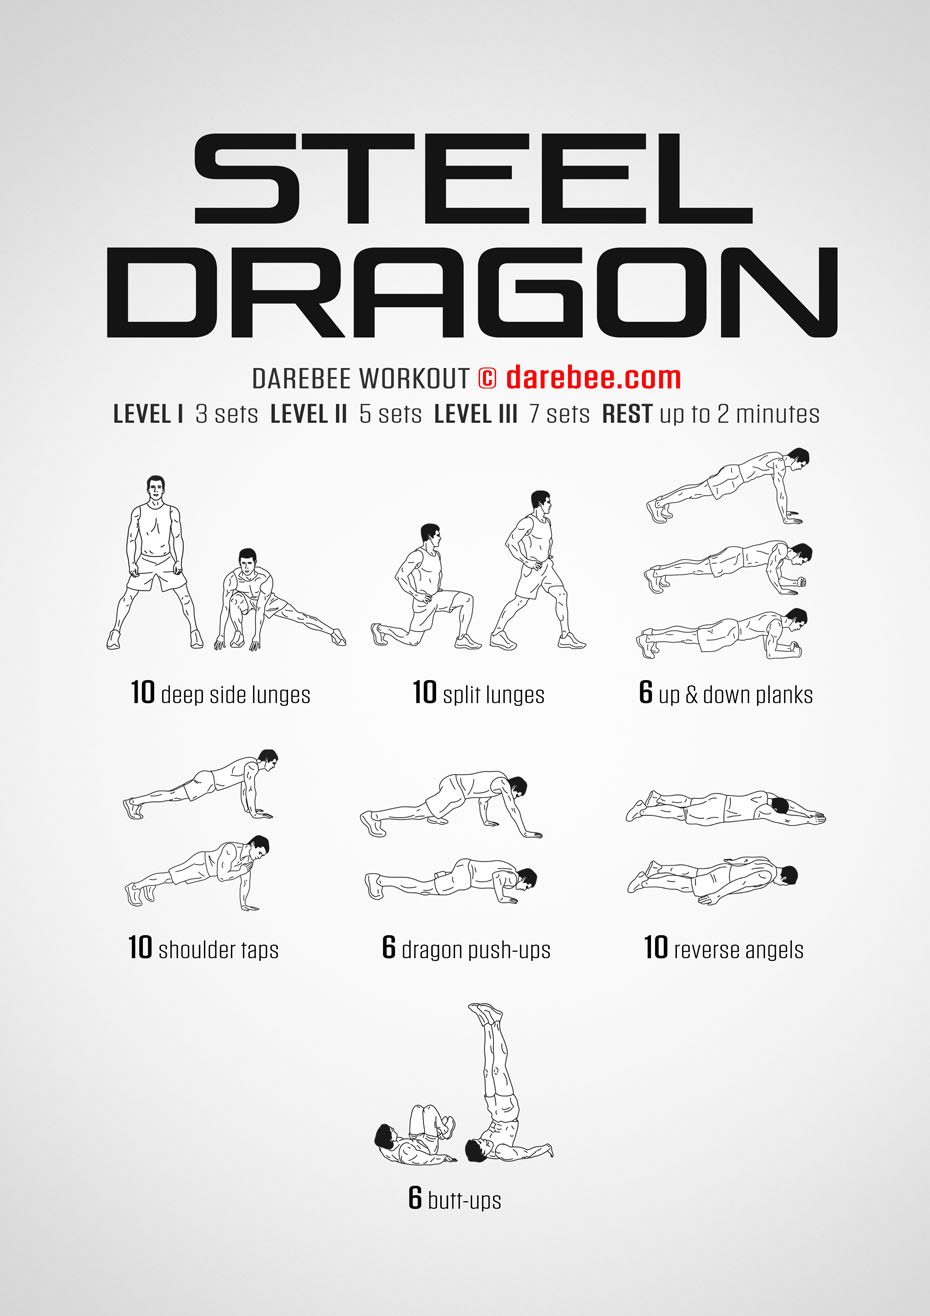 STEEL
DRAGON
DAREBEE WORKOUT © darebee.com
LEVEL I 3 sets LEVEL II 5 sets LEVEL III 7 sets REST up to 2 minutes
10 deep side lunges
10 split lunges
6 up & down planks
10 shoulder taps
6 dragon push-ups
10 reverse angels
6 butt-ups